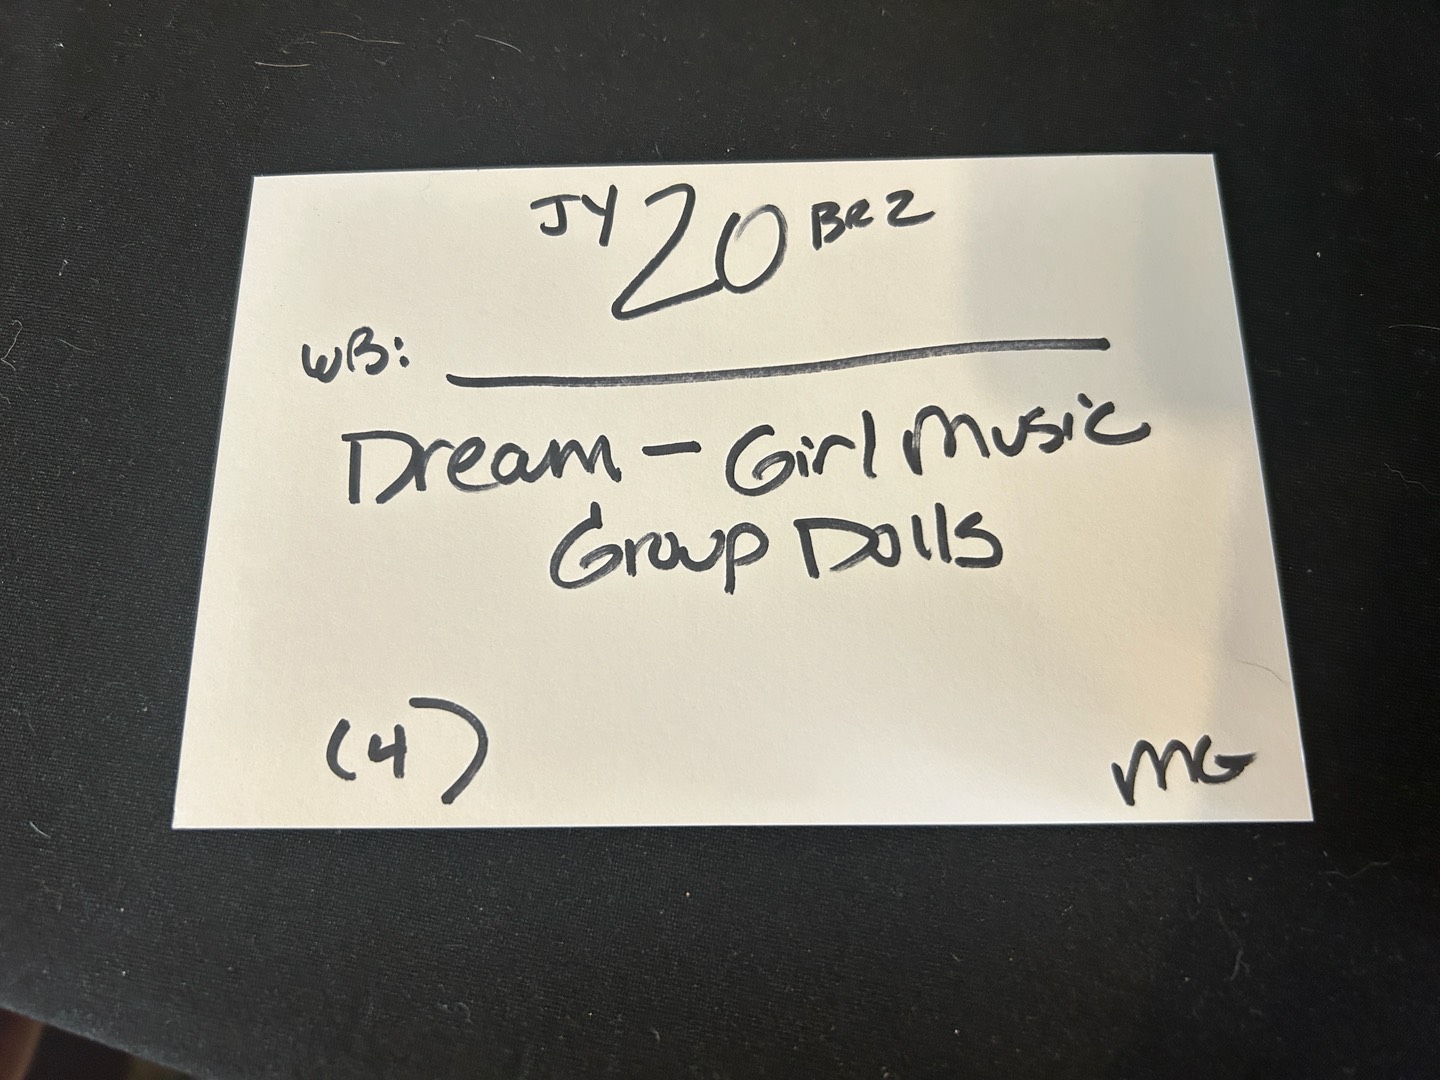 JY 20 BR2
WB:
Dream - Girl Music
Group Dolls
(4)
MG